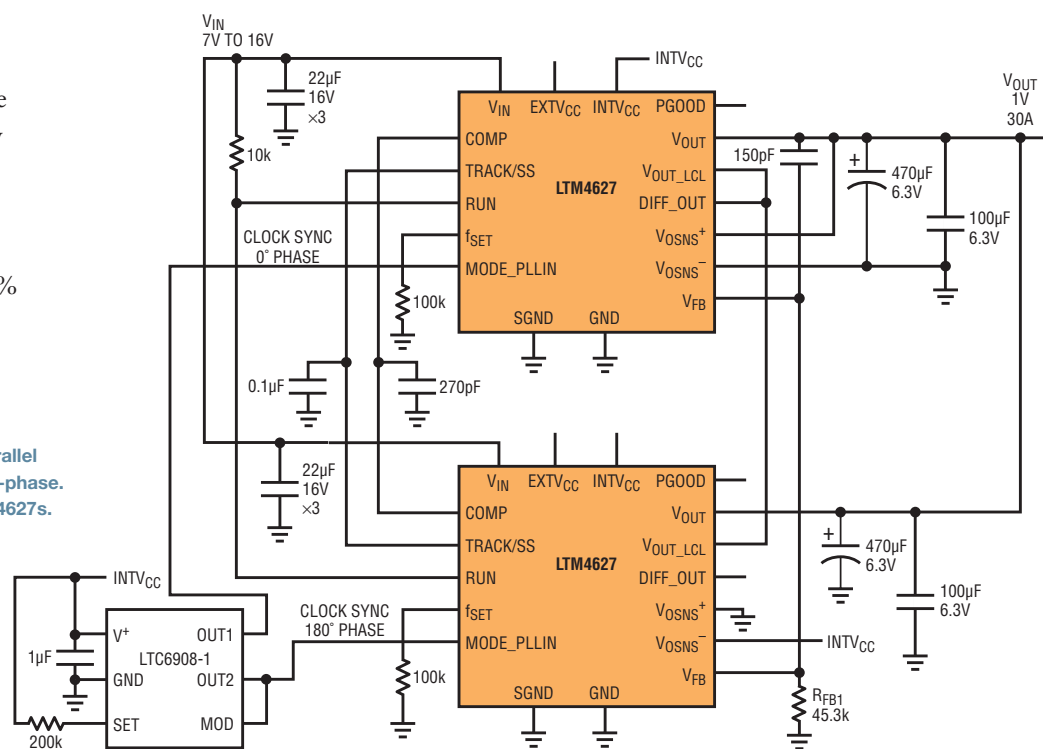 e
%
rallel
-phase.
4627s.
VIN
7V TO 16V
22µF
16V
×3
10k
CLOCK SYNC
0° PHASE
100k
0.1µF
270pF
INTVCC
VIN
EXTVCC
INTVCC
PGOOD
COMP
TRACK/SS
RUN
fSET
MODE_PLLIN
LTM4627
SGND
GND
VOUT
VOUT_LCL
DIFF_OUT
VOSNS+
VOSNS–
VFB
150pF
+
470µF
6.3V
100µF
6.3V
VOUT
1V
30A
22µF
16V
×3
VIN
EXTVCC
INTVCC
PGOOD
COMP
TRACK/SS
RUN
fSET
MODE_PLLIN
LTM4627
SGND
GND
VOUT
VOUT_LCL
DIFF_OUT
VOSNS+
VOSNS–
VFB
+
470µF
6.3V
100µF
6.3V
INTVCC
RFB1
45.3k
CLOCK SYNC
180° PHASE
100k
INTVCC
1µF
V+
GND
SET
LTC6908-1
OUT1
OUT2
MOD
200k